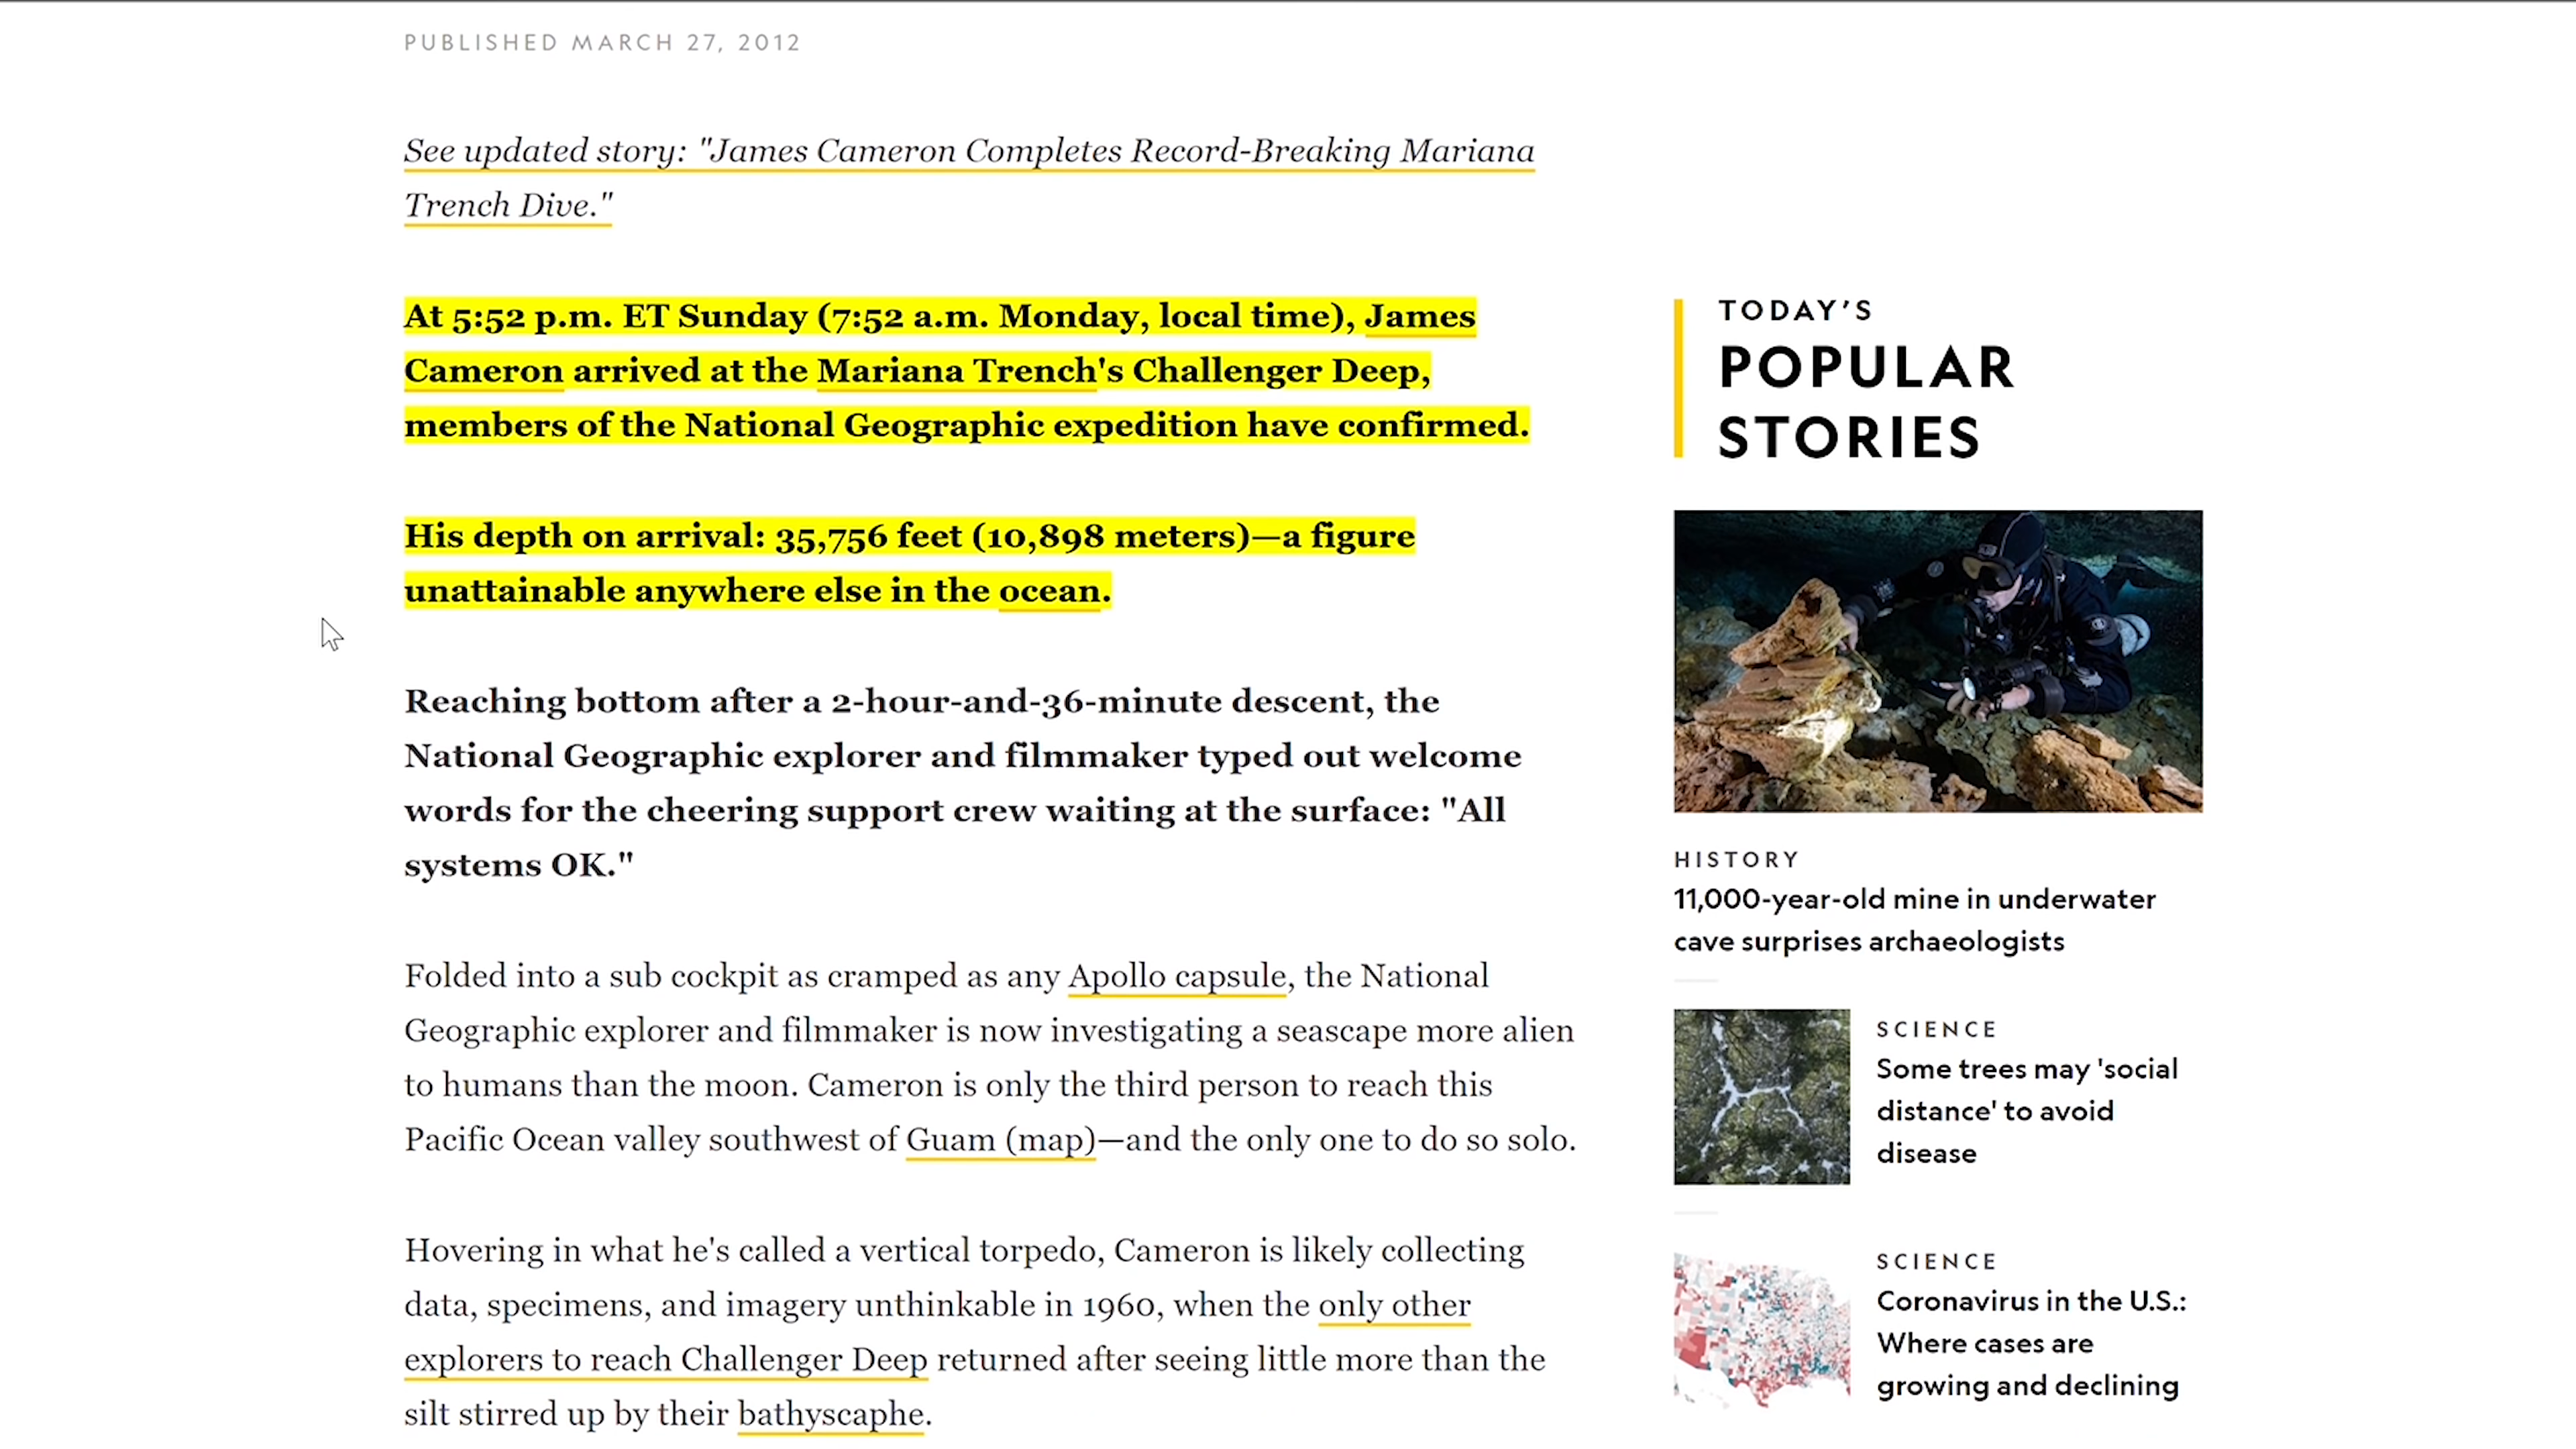 PUBLISHED MARCH 27, 2012
See updated story: "James Cameron Completes Record-Breaking Mariana
Trench Dive."
At 5:52 p.m. ET Sunday (7:52 a.m. Monday, local time), James
Cameron arrived at the Mariana Trench's Challenger Deep,
members of the National Geographic expedition have confirmed.
His depth on arrival: 35,756 feet (10,898 meters)—a figure
unattainable anywhere else in the ocean.
Reaching bottom after a 2-hour-and-36-minute descent, the
National Geographic explorer and filmmaker typed out welcome
words for the cheering support crew waiting at the surface: "All
systems OK."
Folded into a sub cockpit as cramped as any Apollo capsule, the National
Geographic explorer and filmmaker is now investigating a seascape more alien
to humans than the moon. Cameron is only the third person to reach this
Pacific Ocean valley southwest of Guam (map)—and the only one to do so solo.
Hovering in what he's called a vertical torpedo, Cameron is likely collecting
data, specimens, and imagery unthinkable in 1960, when the only other
explorers to reach Challenger Deep returned after seeing little more than the
silt stirred up by their bathyscaphe.
TODAY'S
POPULAR
STORIES
HISTORY
11,000-year-old mine in underwater
cave surprises archaeologists
SCIENCE
Some trees may 'social
distance' to avoid
disease
SCIENCE
Coronavirus in the U.S.:
Where cases are
growing and declining